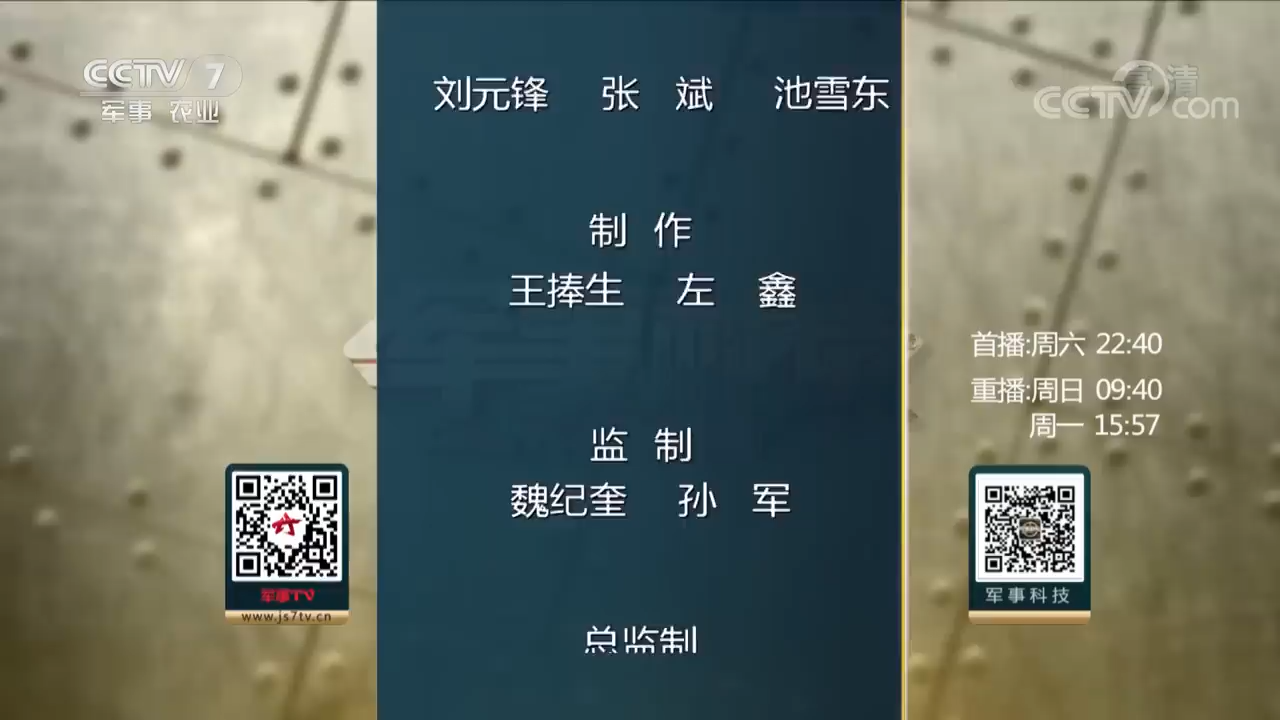 CCTV 7
军事 农业
高清
CCTV.com
刘元锋 张 斌 池雪东
制 作
王捧生 左 鑫
监 制
魏纪奎 孙 军
总监制
首播:周六 22:40
重播:周日 09:40
周一 15:57
军事TV
www.js7tv.cn
军事科技